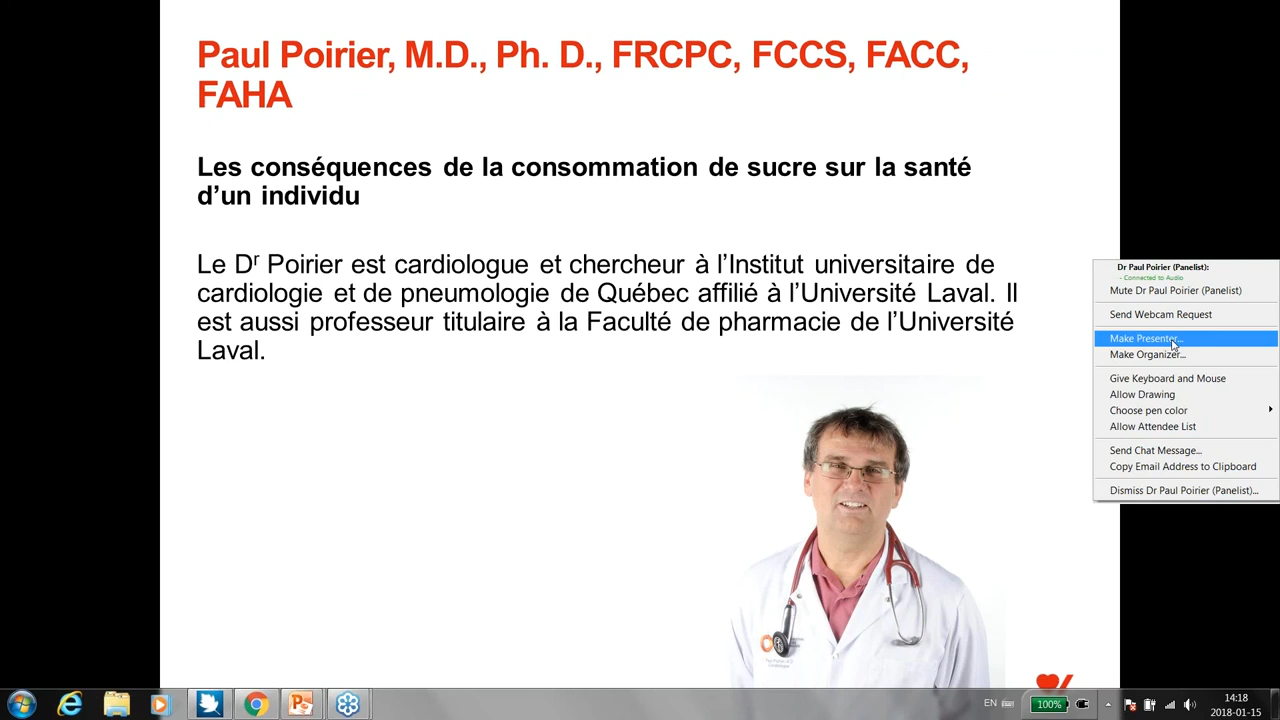 Paul Poirier, M.D., Ph. D., FRCPC, FCCS, FACC,
FAHA
Les conséquences de la consommation de sucre sur la santé
d’un individu
Le Dr Poirier est cardiologue et chercheur à l’Institut universitaire de
cardiologie et de pneumologie de Québec affilié à l’Université Laval. Il
est aussi professeur titulaire à la Faculté de pharmacie de l’Université
Laval.
Dr Paul Poirier (Panelist):
- Connected to Audio
Mute Dr Paul Poirier (Panelist)
Send Webcam Request
Make Presenter...
Make Organizer...
Give Keyboard and Mouse
Allow Drawing
Choose pen color
Allow Attendee List
Send Chat Message...
Copy Email Address to Clipboard
Dismiss Dr Paul Poirier (Panelist)...
EN
100%
14:18
2018-01-15